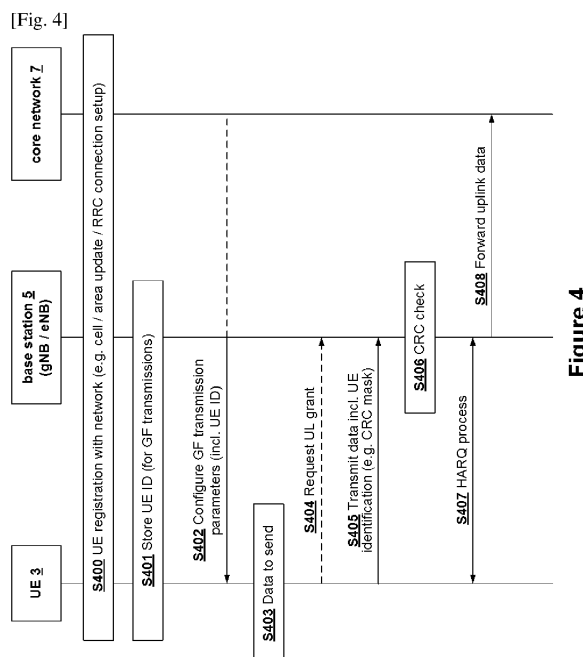 [Fig. 4]
UE 3
base station 5
(gNB / eNB)
core network 7
S400 UE registration with network (e.g. cell / area update / RRC connection setup)
S401 Store UE ID (for GF transmissions)
S402 Configure GF transmission
parameters (incl. UE ID)
S403 Data to send
S404 Request UL grant
S405 Transmit data incl. UE
identification (e.g. CRC mask)
S406 CRC check
S407 HARQ process
S408 Forward uplink data
Figure 4